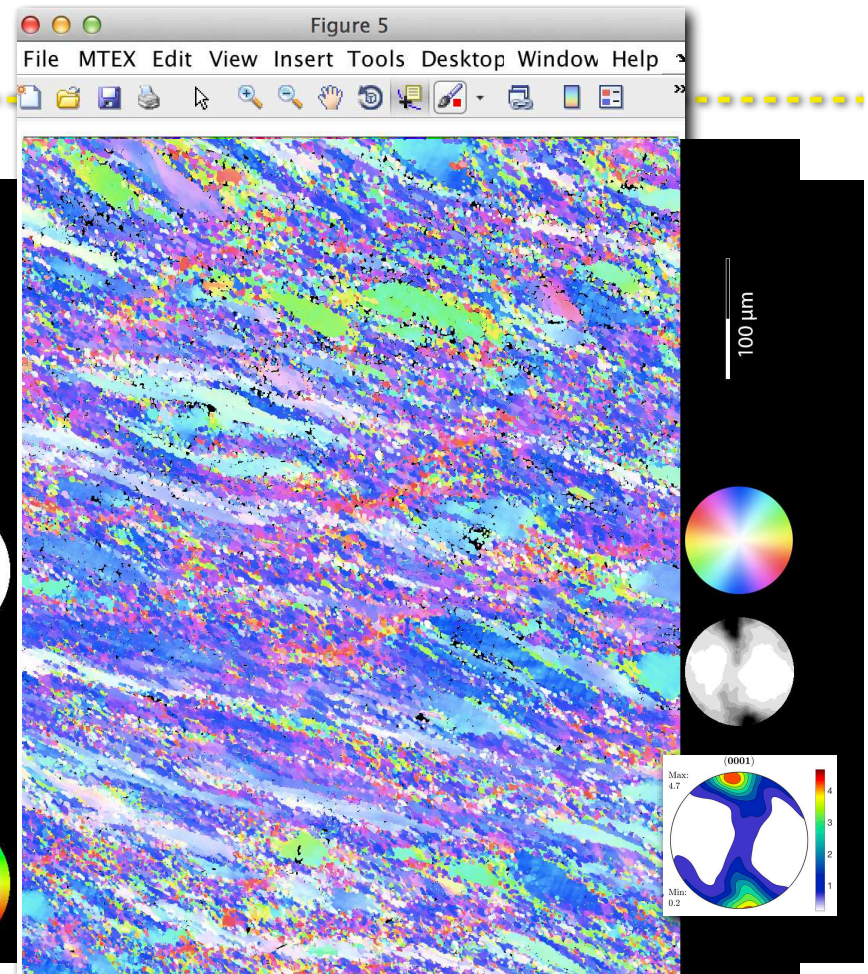 Figure 5
File MTEX Edit View Insert Tools Desktop Window Help
100 µm
(0001)
Max:
4.7
4
3
2
1
Min:
0.2